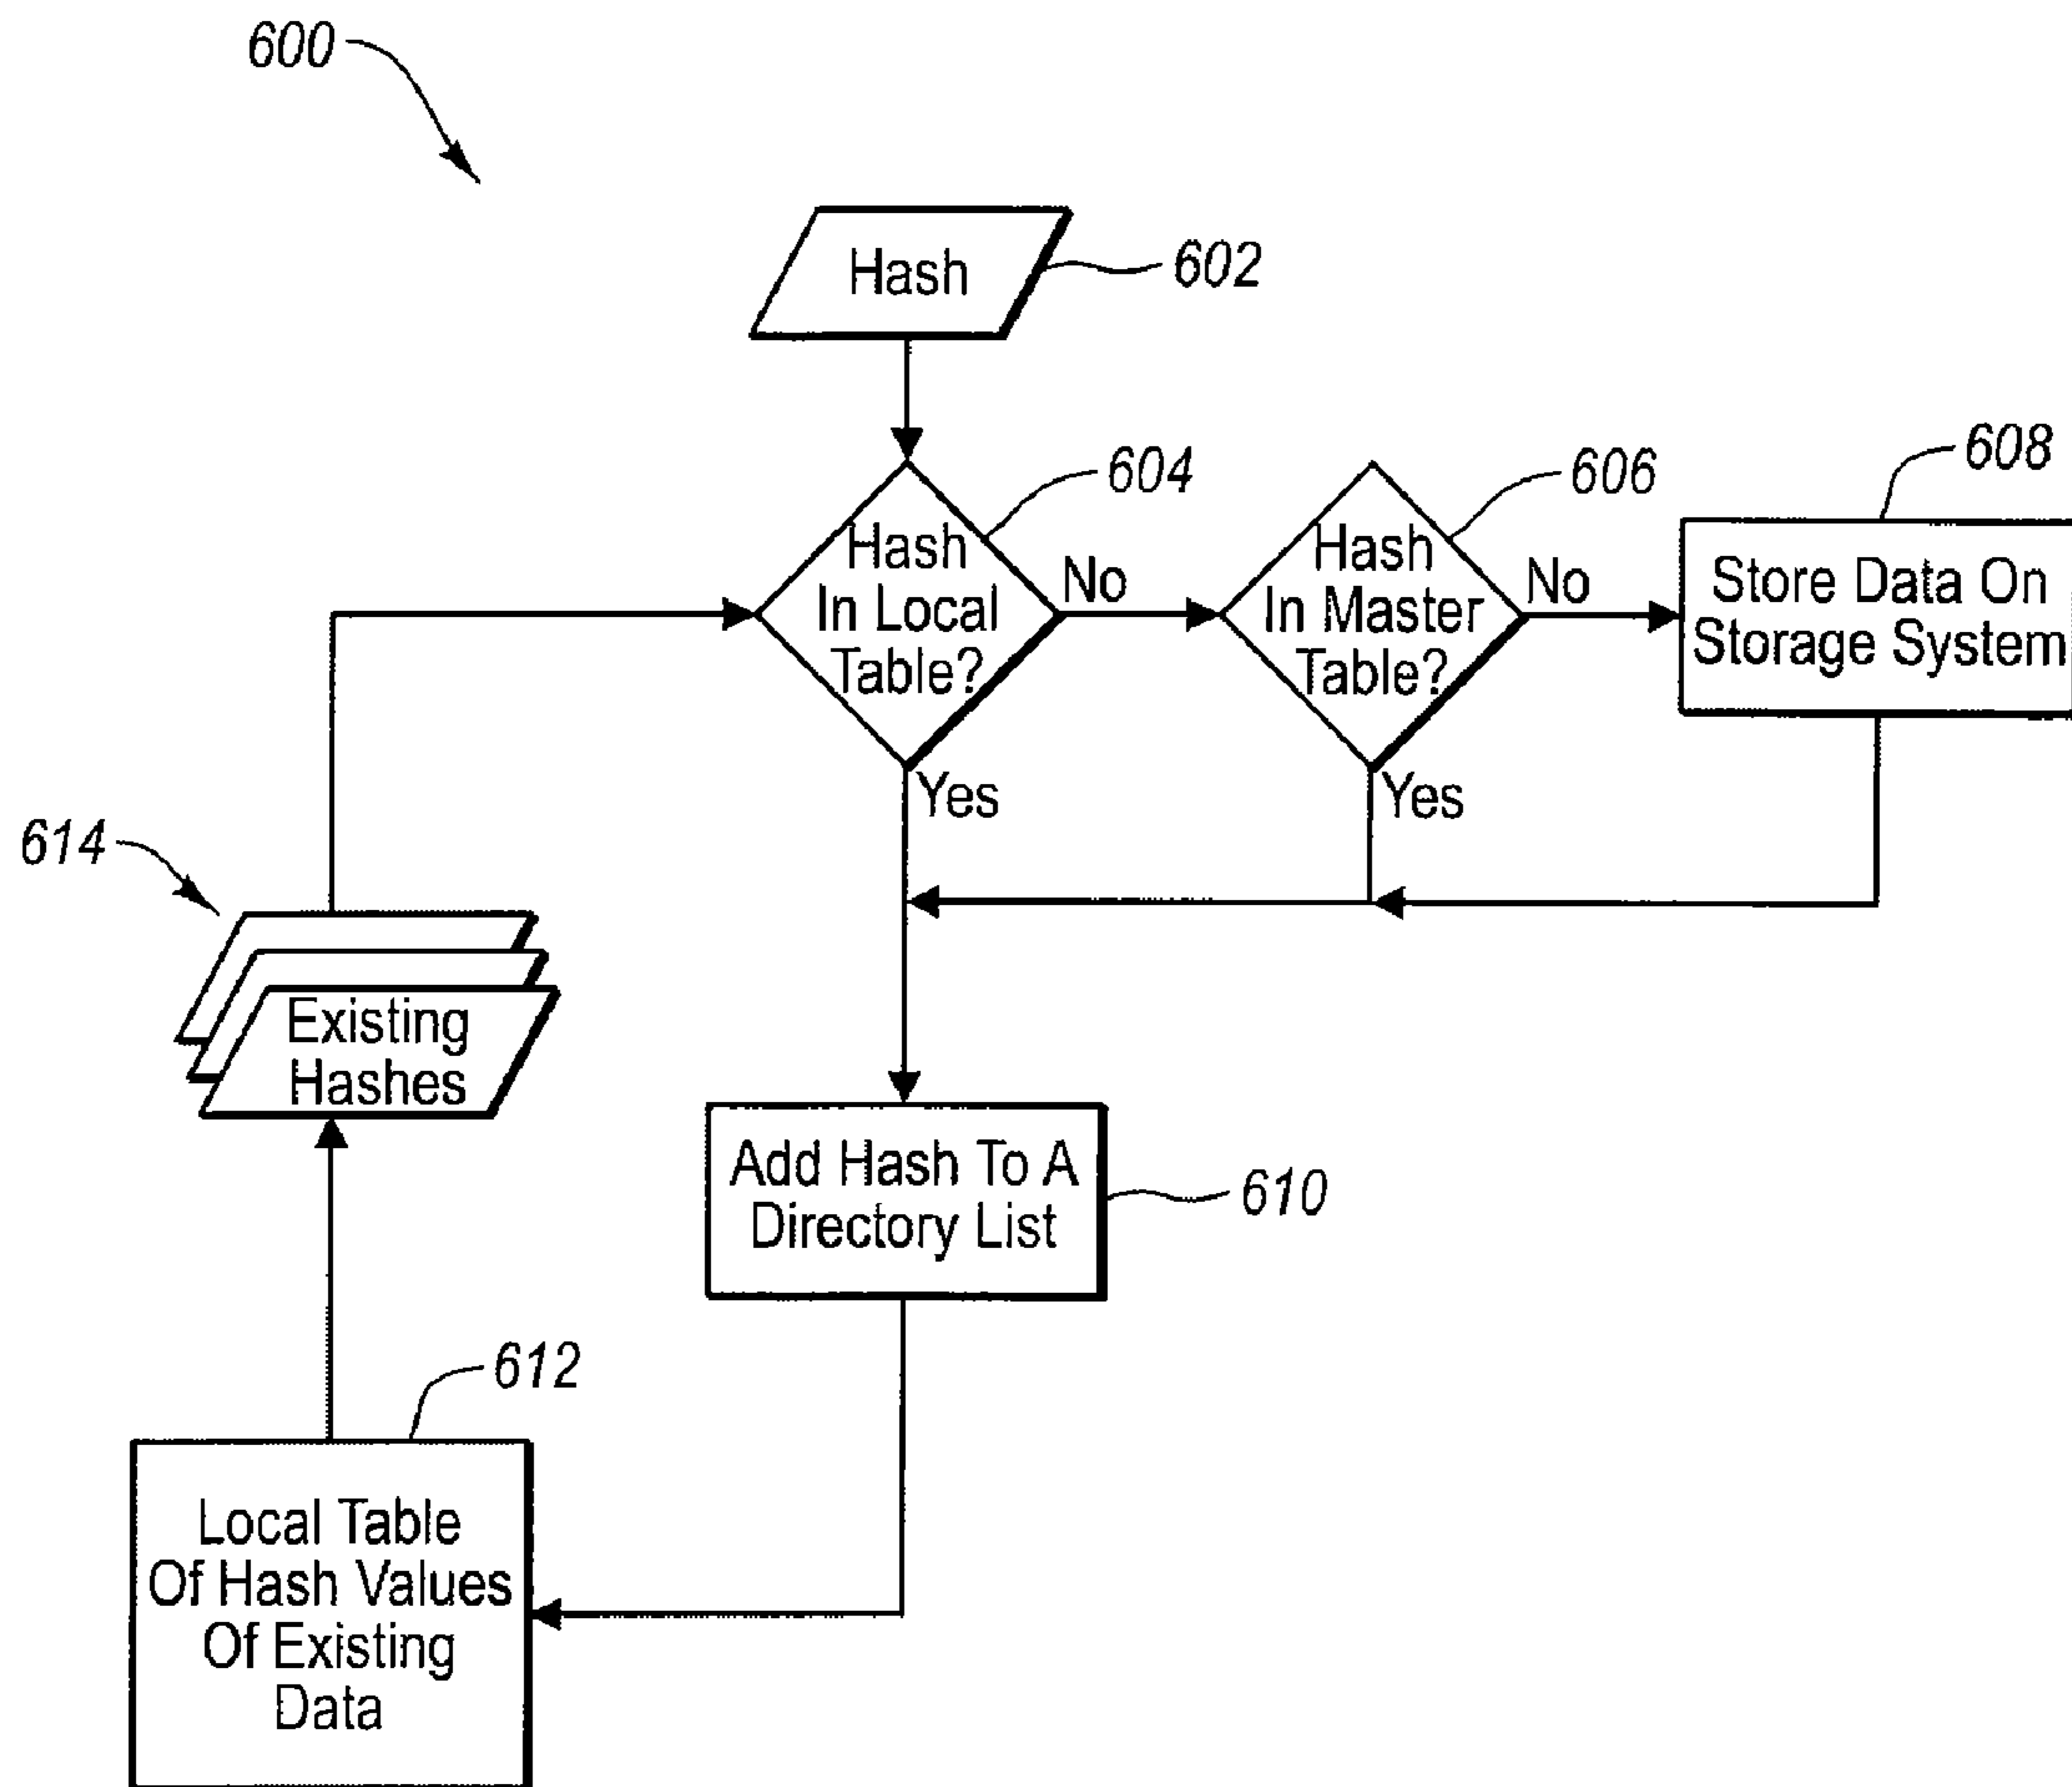 600
Hash
602
604
606
608
Hash
In Local
Table?
No
Hash
In Master
Table?
No
Store Data On
Storage System
Yes
Yes
614
Existing
Hashes
Add Hash To A
Directory List
610
612
Local Table
Of Hash Values
Of Existing
Data